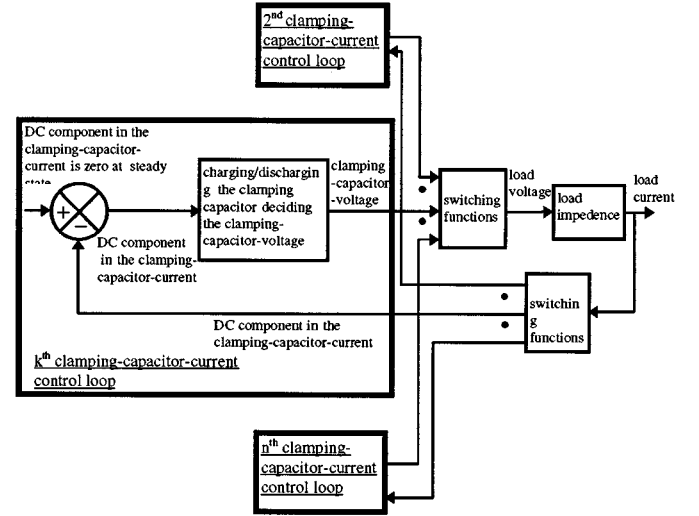 2nd clamping-
capacitor-current
control loop
DC component in the
clamping-capacitor-
current is zero at steady
state
+
−
charging/dischargin
g the clamping
capacitor deciding
the clamping-
capacitor-voltage
clamping
-capacitor
-voltage
switching
functions
load
voltage
load
impedence
load
current
DC component
in the clamping-
capacitor-current
switchin
g
functions
DC component in the
clamping-capacitor-current
kth clamping-capacitor-current
control loop
nth clamping-
capacitor-current
control loop